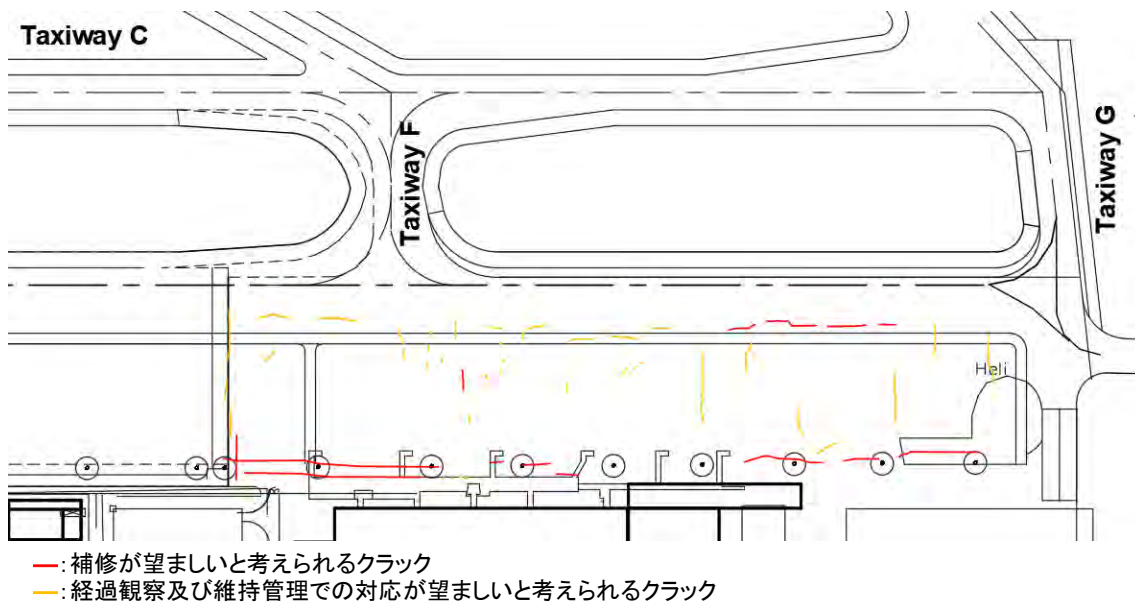 Taxiway C
Taxiway F
Taxiway G
Heli
━: 補修が望ましいと考えられるクラック
━: 経過観察及び維持管理での対応が望ましいと考えられるクラック